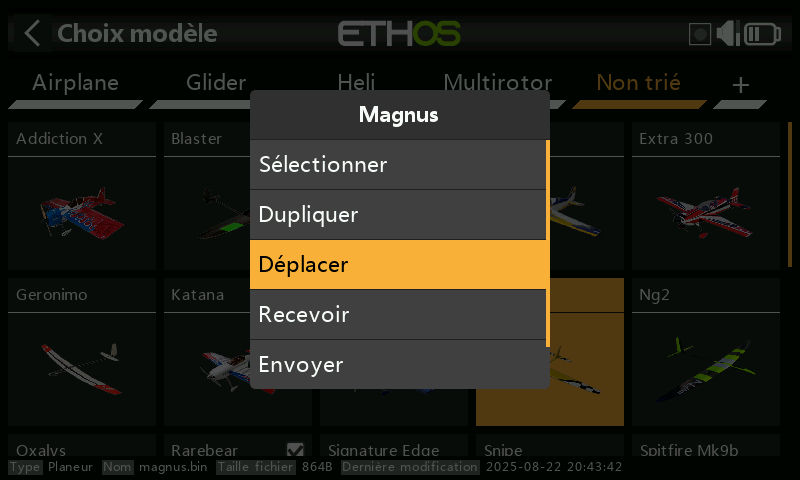 Choix modèle
ETHOS
Airplane Glider Heli Multirotor Non trié +
Magnus
Sélectionner
Dupliquer
Déplacer
Recevoir
Envoyer
Addiction X Blaster Extra 300
Geronimo Katana Ng2
Oxalys Rarebear Signature Edge Snipe Spitfire Mk9b
Type Planeur Nom magnus.bin Taille fichier 864B Dernière modification 2025-08-22 20:43:42